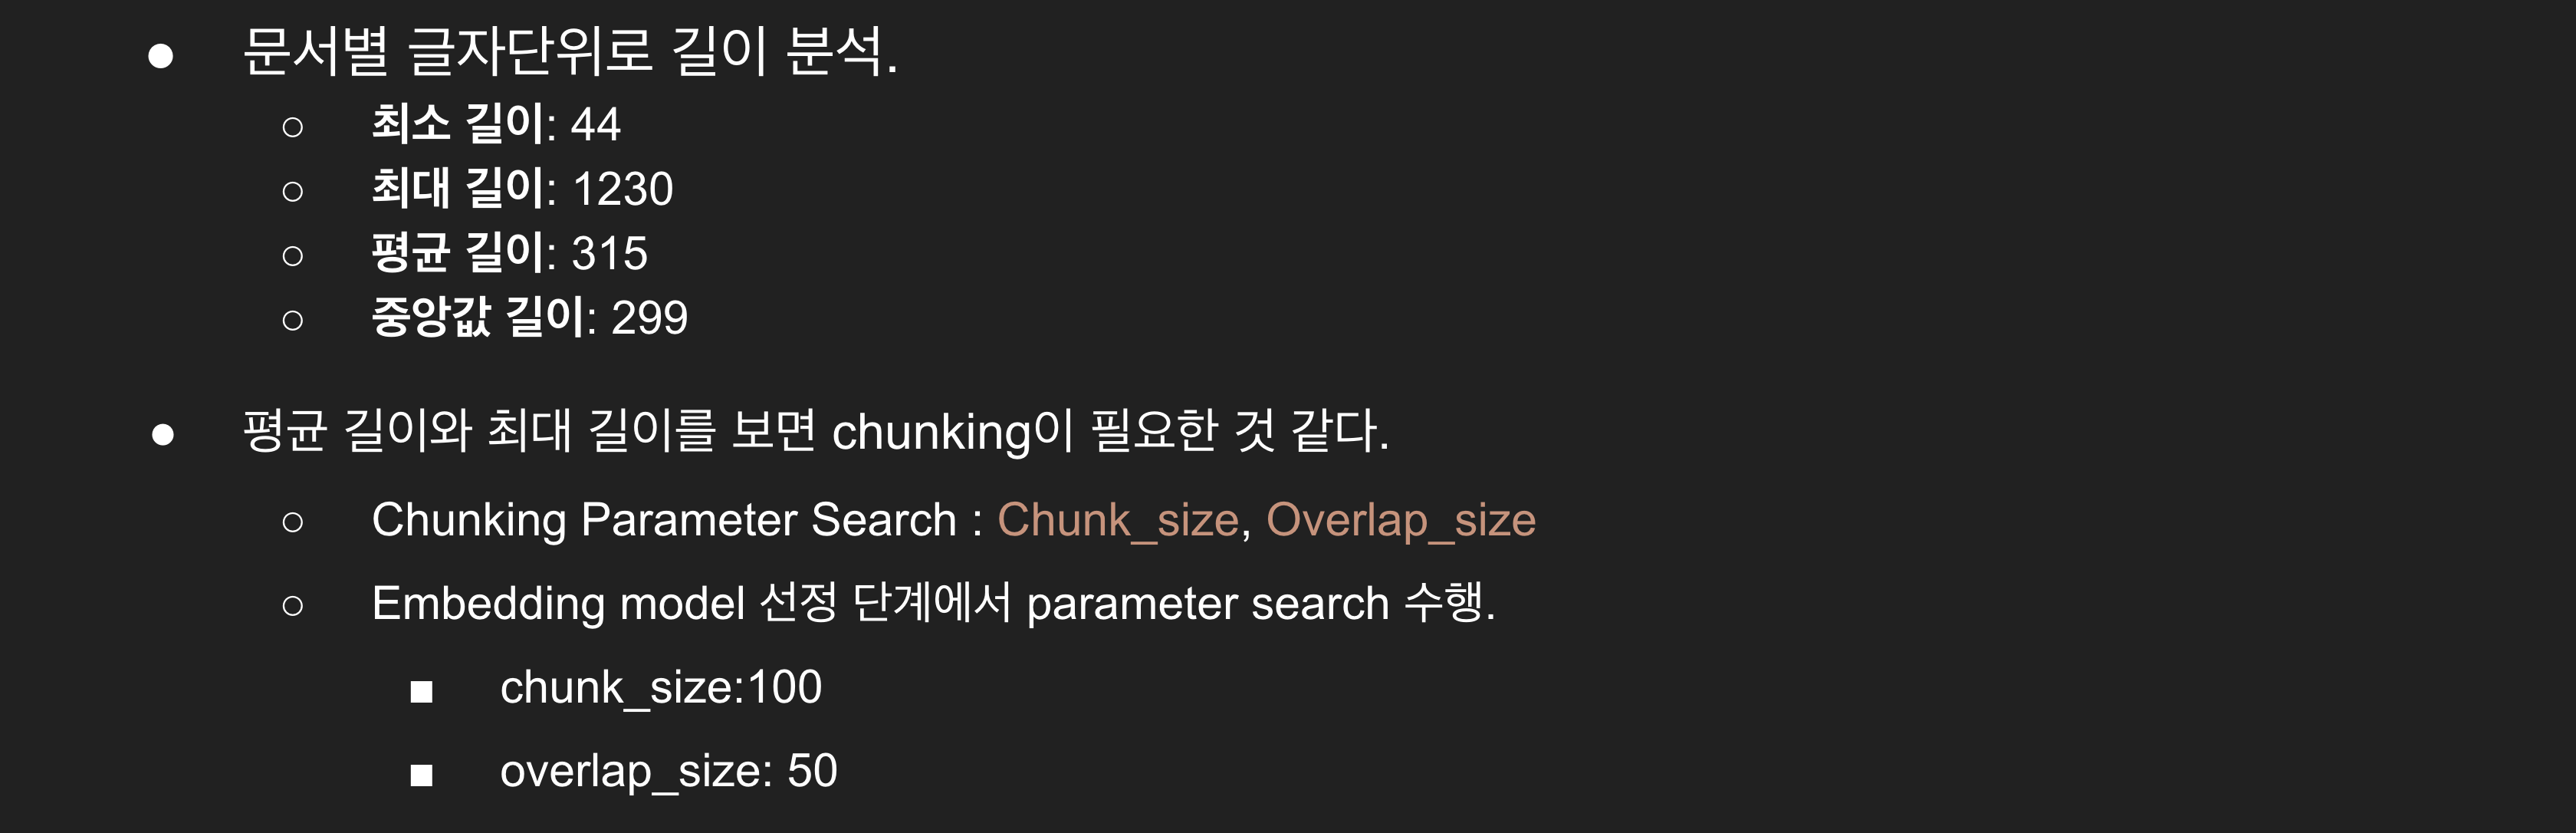 ● 문서별 글자단위로 길이 분석.
○ 최소 길이: 44
○ 최대 길이: 1230
○ 평균 길이: 315
○ 중앙값 길이: 299
● 평균 길이와 최대 길이를 보면 chunking이 필요한 것 같다.
○ Chunking Parameter Search : Chunk_size, Overlap_size
○ Embedding model 선정 단계에서 parameter search 수행.
■ chunk_size:100
■ overlap_size: 50